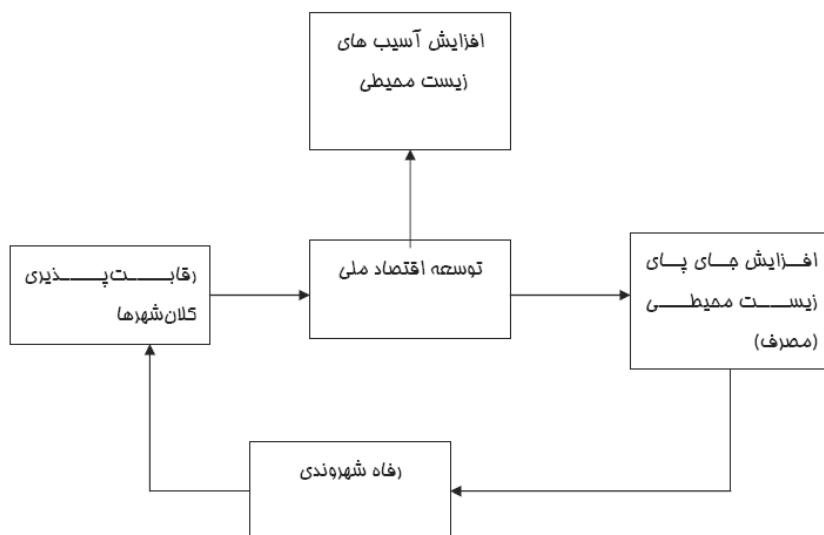 افزایش آسیب های
زیست محیطی
رقابت‌پذیری
کلان‌شهرها
توسعه اقتصاد ملی
افزایش جای پای
زیست محیطی
(مصرف)
رفاه شهروندی